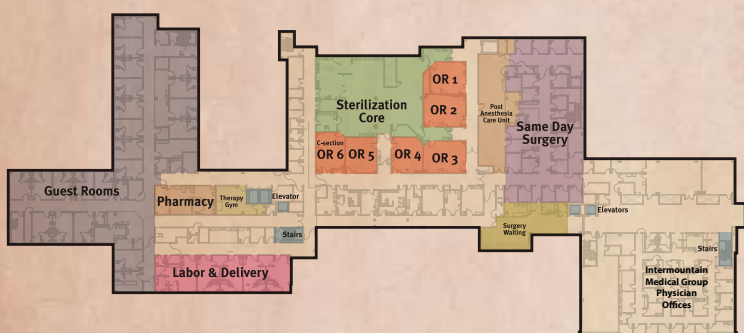 OR 1
Sterilization
Core
OR 2
Post
Anesthesia
Care Unit
Same Day
Surgery
C-section
OR 6
OR 5
OR 4
OR 3
Guest Rooms
Pharmacy
Therapy
Gym
Elevator
Elevators
Stairs
Surgery
Waiting
Stairs
Labor & Delivery
Intermountain
Medical Group
Physician
Offices